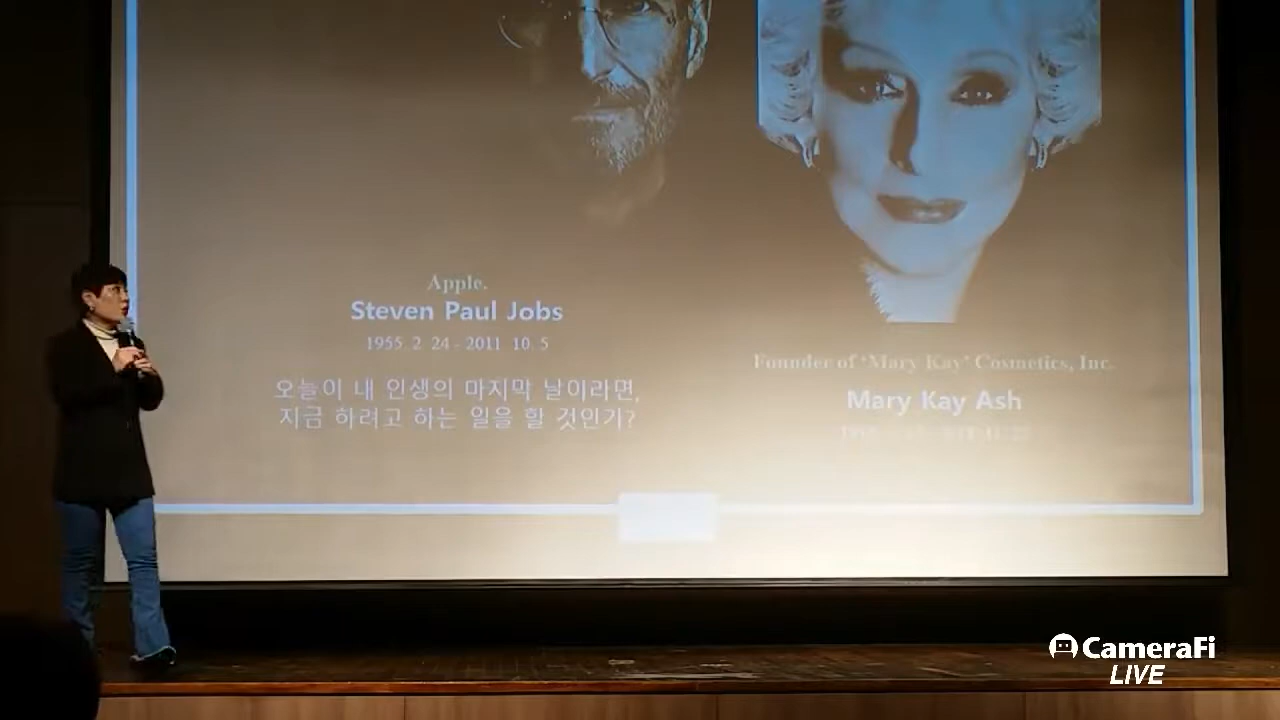 Apple.
Steven Paul Jobs
1955. 2. 24 - 2011. 10. 5
오늘이 내 인생의 마지막 날이라면,
지금 하려고 하는 일을 할 것인가?
Founder of ‘Mary Kay’ Cosmetics, Inc.
Mary Kay Ash
CameraFi
LIVE